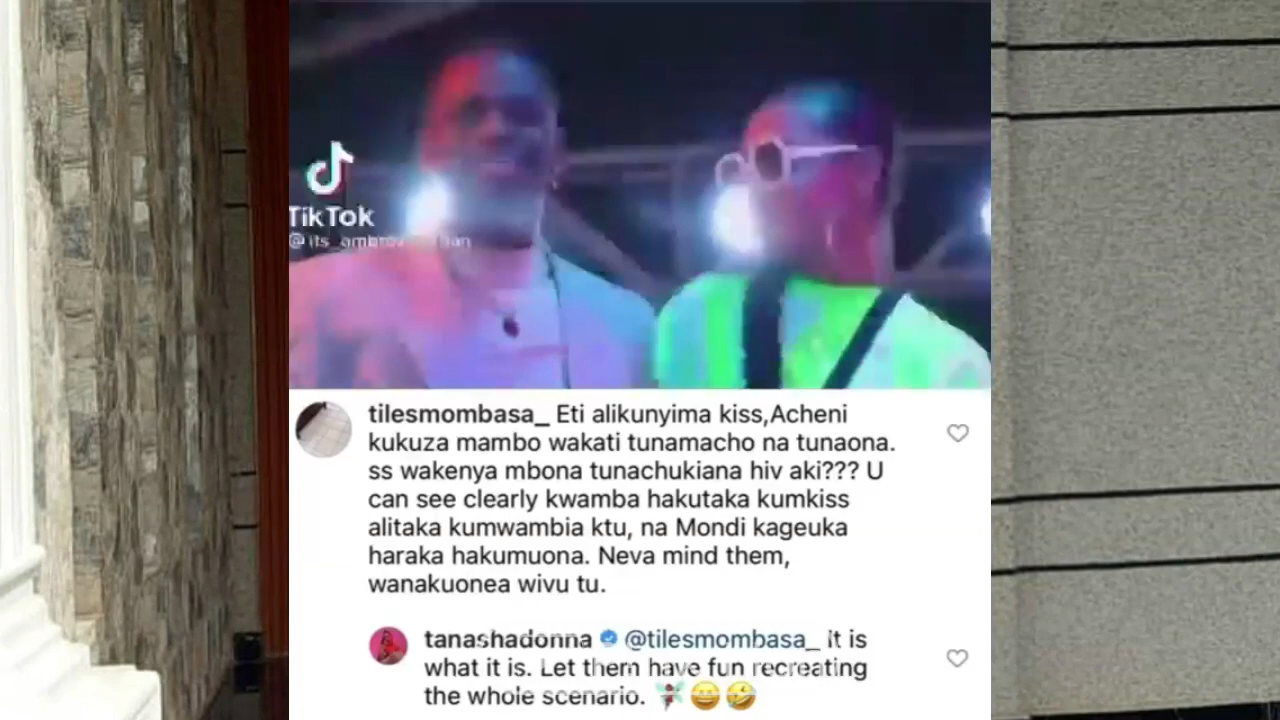 TikTok
tilesmombasa_ Eti alikunyima kiss,Acheni
kukuza mambo wakati tunamacho na tunaona.
ss wakenya mbona tunachukiana hiv aki??? U
can see clearly kwamba hakutaka kumkiss
alitaka kumwambia ktu, na Mondi kageuka
haraka hakumuona. Neva mind them,
wanakuonea wivu tu.
tanashadonna @tilesmombasa_ It is
what it is. Let them have fun recreating
the whole scenario. 😄🤣